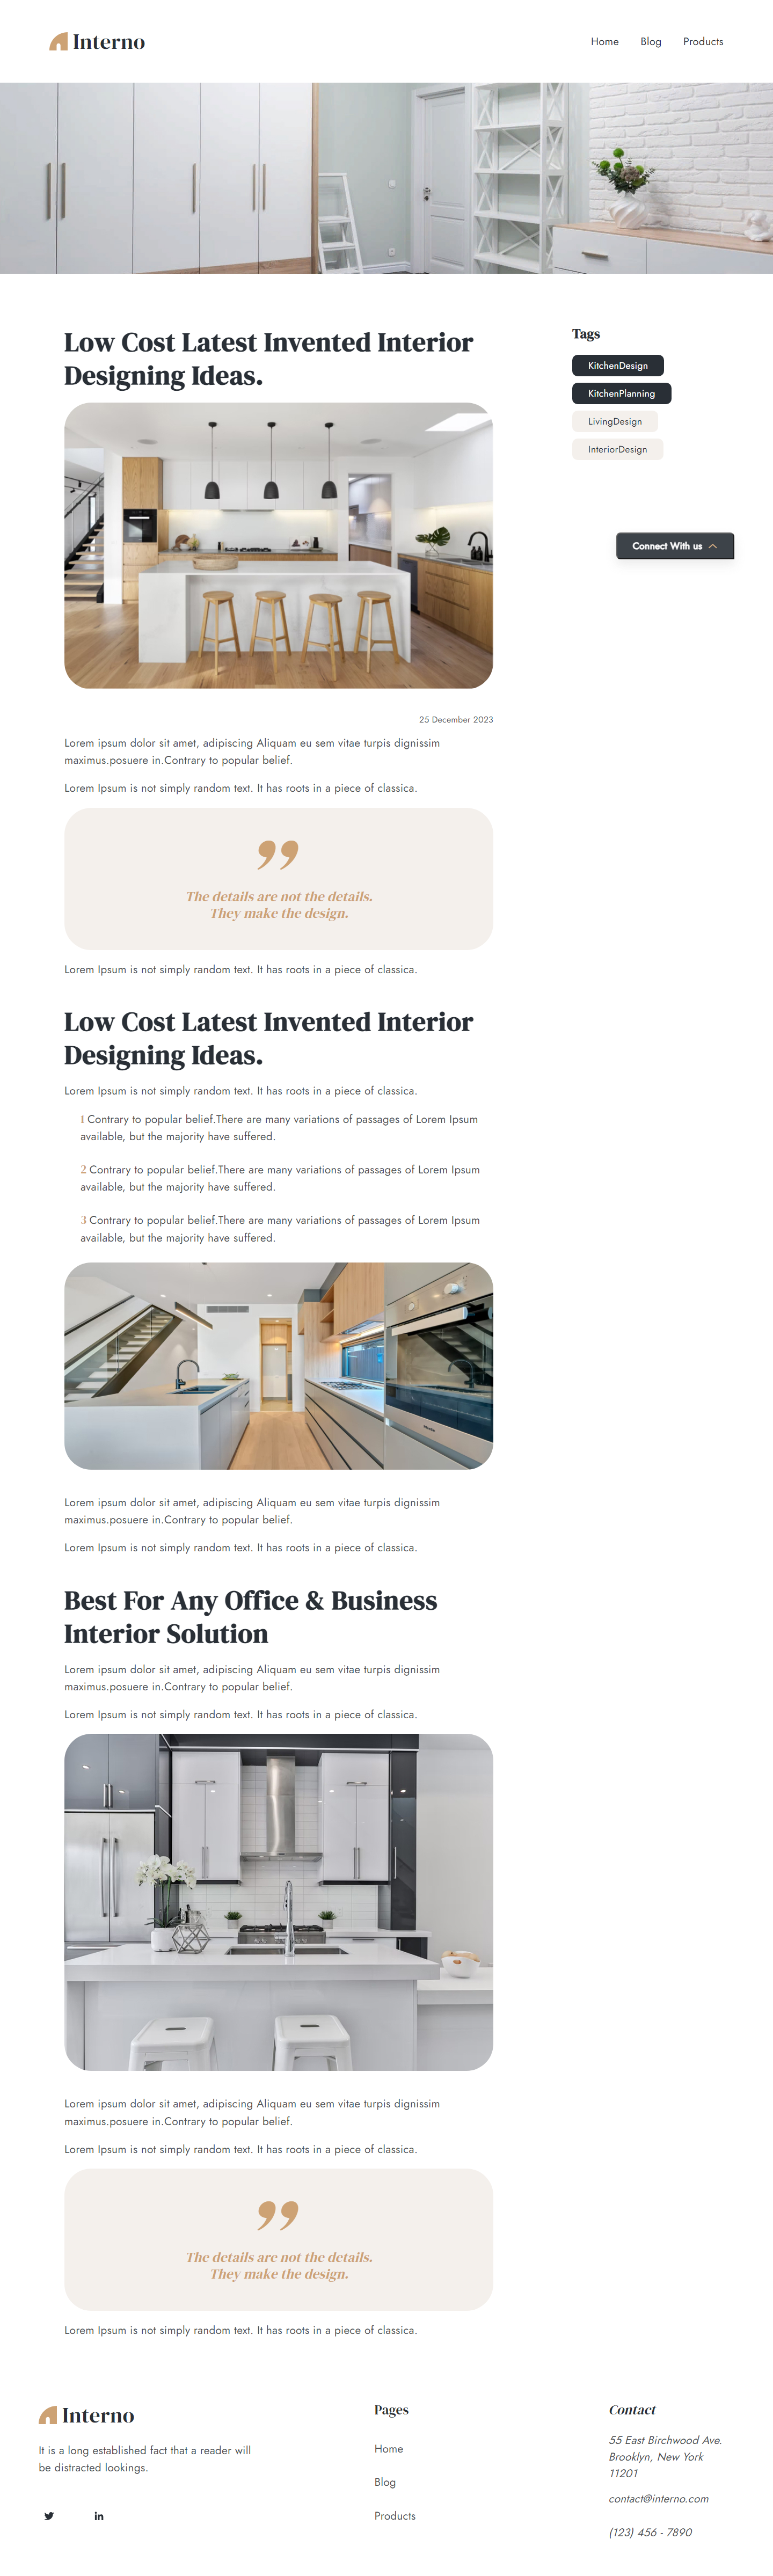 Interno
Home
Blog
Products
Low Cost Latest Invented Interior
Designing Ideas.
25 December 2023
Lorem ipsum dolor sit amet, adipiscing Aliquam eu sem vitae turpis dignissim
maximus.posuere in.Contrary to popular belief.
Lorem Ipsum is not simply random text. It has roots in a piece of classica.
The details are not the details.
They make the design.
Lorem Ipsum is not simply random text. It has roots in a piece of classica.
Low Cost Latest Invented Interior
Designing Ideas.
Lorem Ipsum is not simply random text. It has roots in a piece of classica.
1 Contrary to popular belief.There are many variations of passages of Lorem Ipsum
available, but the majority have suffered.
2 Contrary to popular belief.There are many variations of passages of Lorem Ipsum
available, but the majority have suffered.
3 Contrary to popular belief.There are many variations of passages of Lorem Ipsum
available, but the majority have suffered.
Lorem ipsum dolor sit amet, adipiscing Aliquam eu sem vitae turpis dignissim
maximus.posuere in.Contrary to popular belief.
Lorem Ipsum is not simply random text. It has roots in a piece of classica.
Best For Any Office & Business
Interior Solution
Lorem ipsum dolor sit amet, adipiscing Aliquam eu sem vitae turpis dignissim
maximus.posuere in.Contrary to popular belief.
Lorem Ipsum is not simply random text. It has roots in a piece of classica.
Lorem ipsum dolor sit amet, adipiscing Aliquam eu sem vitae turpis dignissim
maximus.posuere in.Contrary to popular belief.
Lorem Ipsum is not simply random text. It has roots in a piece of classica.
The details are not the details.
They make the design.
Lorem Ipsum is not simply random text. It has roots in a piece of classica.
Tags
KitchenDesign
KitchenPlanning
LivingDesign
InteriorDesign
Connect With us
Interno
It is a long established fact that a reader will
be distracted lookings.
Pages
Home
Blog
Products
Contact
55 East Birchwood Ave.
Brooklyn, New York
11201
contact@interno.com
(123) 456 - 7890